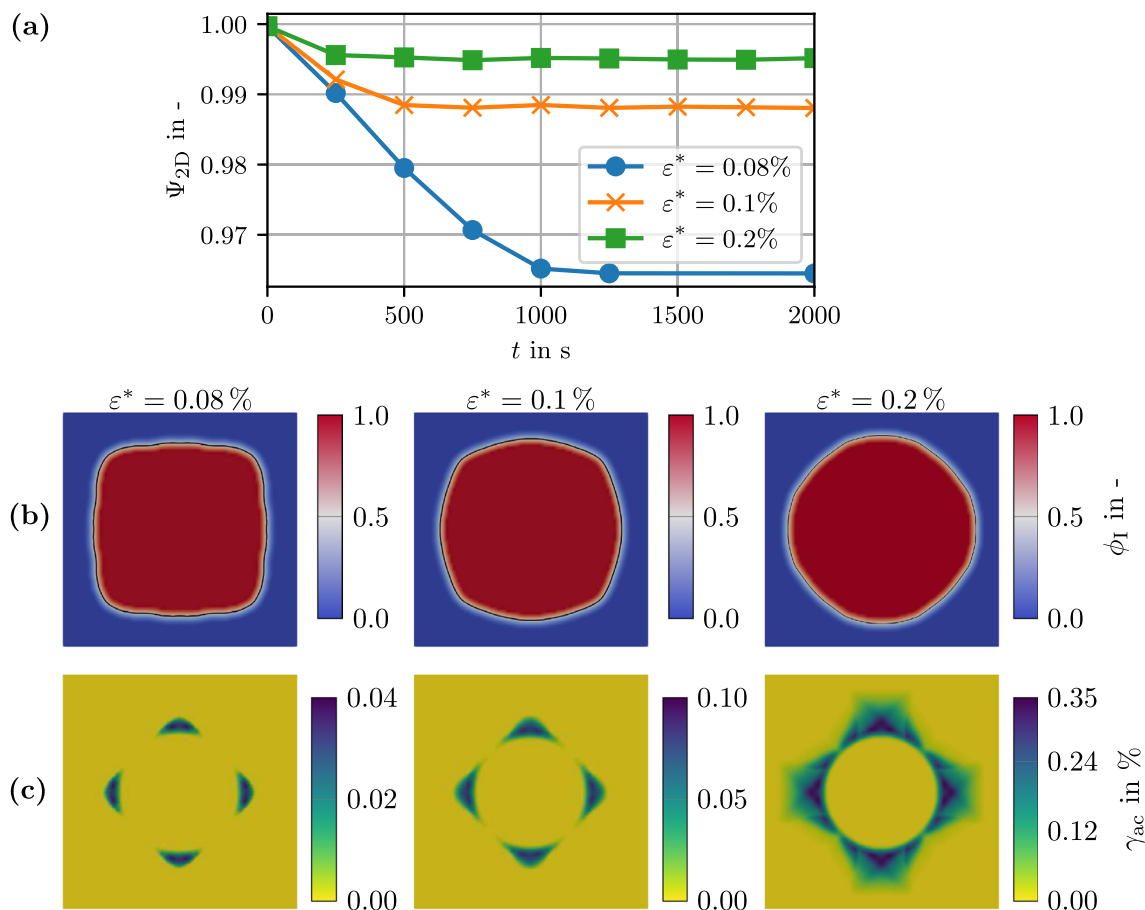 (a)
1.00
0.99
0.98
0.97
Ψ2D in -
ε* = 0.08%
ε* = 0.1%
ε* = 0.2%
0 500 1000 1500 2000
t in s
ε* = 0.08 % ε* = 0.1 % ε* = 0.2 %
(b)
1.0 1.0 1.0
0.5 0.5 0.5
0.0 0.0 0.0
ϕI in -
(c)
0.04 0.10 0.35
0.24
0.02 0.05
0.12
0.00 0.00 0.00
γac in %